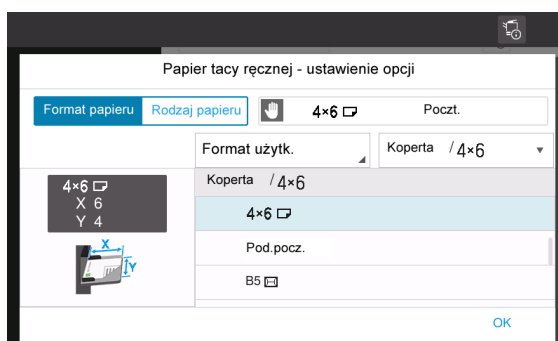 Papier tacy ręcznej - ustawienie opcji
Format papieru Rodzaj papieru 4×6 Poczt.
Format użytk. Koperta /4×6
4×6
X 6
Y 4
X
Y
Koperta /4×6
4×6
Pod.pocz.
B5
OK